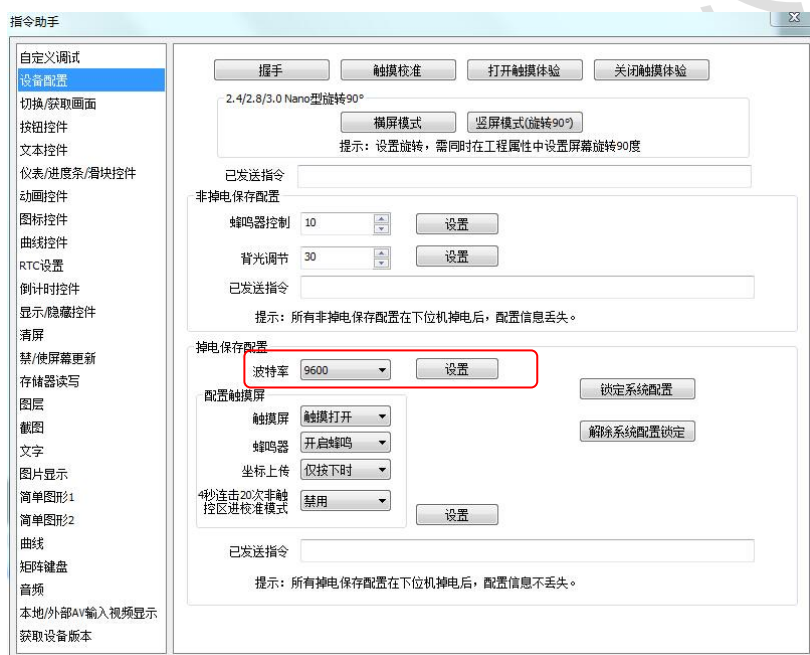 指令助手
自定义调试
设备配置
切换/获取画面
按钮控件
文本控件
仪表/进度条/滑块控件
动画控件
图标控件
曲线控件
RTC设置
倒计时控件
显示/隐藏控件
清屏
禁/使屏幕更新
存储器读写
图层
截图
文字
图片显示
简单图形1
简单图形2
曲线
矩阵键盘
音频
本地/外部AV输入视频显示
获取设备版本
握手 触摸校准 打开触摸体验 关闭触摸体验
2.4/2.8/3.0 Nano型旋转90°
横屏模式 竖屏模式(旋转90°)
提示：设置旋转，需同时在工程属性中设置屏幕旋转90度
已发送指令
非掉电保存配置
蜂鸣器控制 10 设置
背光调节 30 设置
已发送指令
提示：所有非掉电保存配置在下位机掉电后，配置信息丢失。
掉电保存配置
波特率 9600 设置
锁定系统配置
配置触摸屏
触摸屏 触摸打开
解除系统配置锁定
蜂鸣器 开启蜂鸣
坐标上传 仅按下时
4秒连击20次非触
控区进校准模式 禁用
设置
已发送指令
提示：所有掉电保存配置在下位机掉电后，配置信息不丢失。